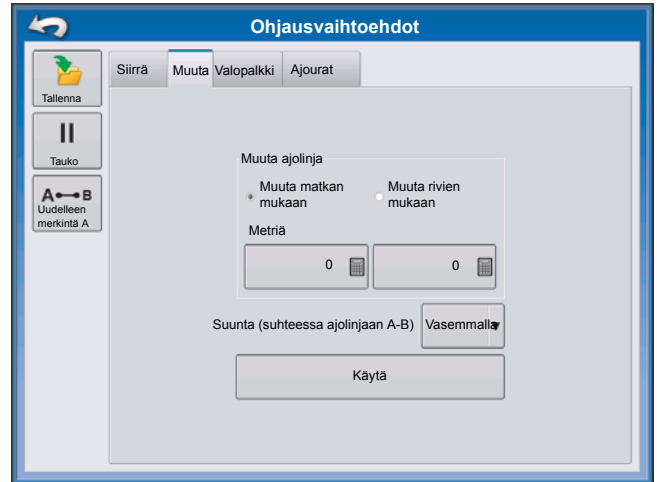 Ohjausvaihtoehdot
Tallenna
Tauko
A B
Uudelleen
merkintä A
Siirrä Muuta Valopalkki Ajourat
Muuta ajolinja
Muuta matkan
mukaan
Muuta rivien
mukaan
Metriä
0 0
Suunta (suhteessa ajolinjaan A-B) Vasemmalla
Käytä